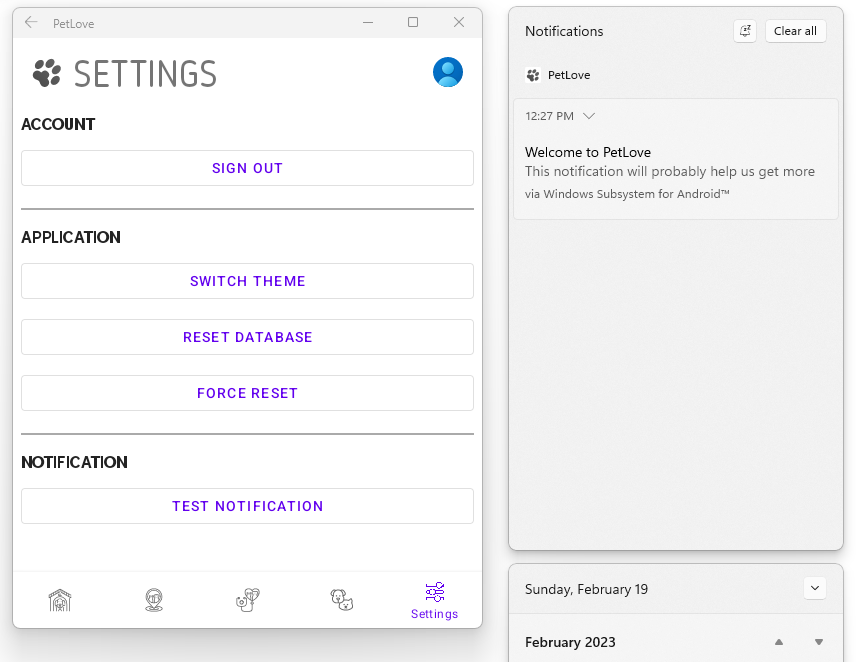 PetLove
SETTINGS
ACCOUNT
SIGN OUT
APPLICATION
SWITCH THEME
RESET DATABASE
FORCE RESET
NOTIFICATION
TEST NOTIFICATION
Settings
Notifications
Clear all
PetLove
12:27 PM
Welcome to PetLove
This notification will probably help us get more
via Windows Subsystem for Android™
Sunday, February 19
February 2023